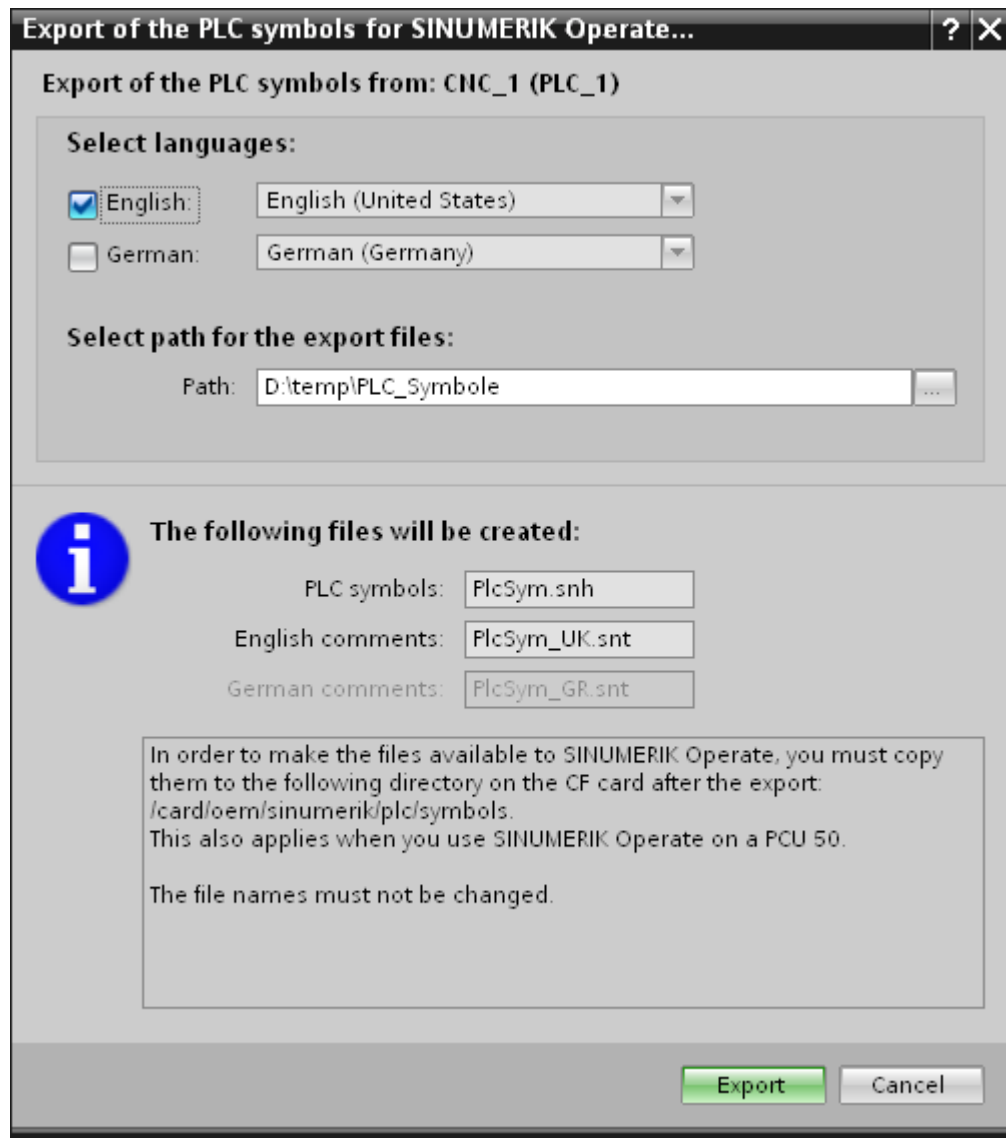 Export of the PLC symbols for SINUMERIK Operate... ? X
Export of the PLC symbols from: CNC_1 (PLC_1)
Select languages:
English: English (United States)
German: German (Germany)
Select path for the export files:
Path: D:\temp\PLC_Symbole ...
i
The following files will be created:
PLC symbols: PlcSym.snh
English comments: PlcSym_UK.snt
German comments: PlcSym_GR.snt
In order to make the files available to SINUMERIK Operate, you must copy
them to the following directory on the CF card after the export:
/card/oem/sinumerik/plc/symbols.
This also applies when you use SINUMERIK Operate on a PCU 50.
The file names must not be changed.
Export Cancel